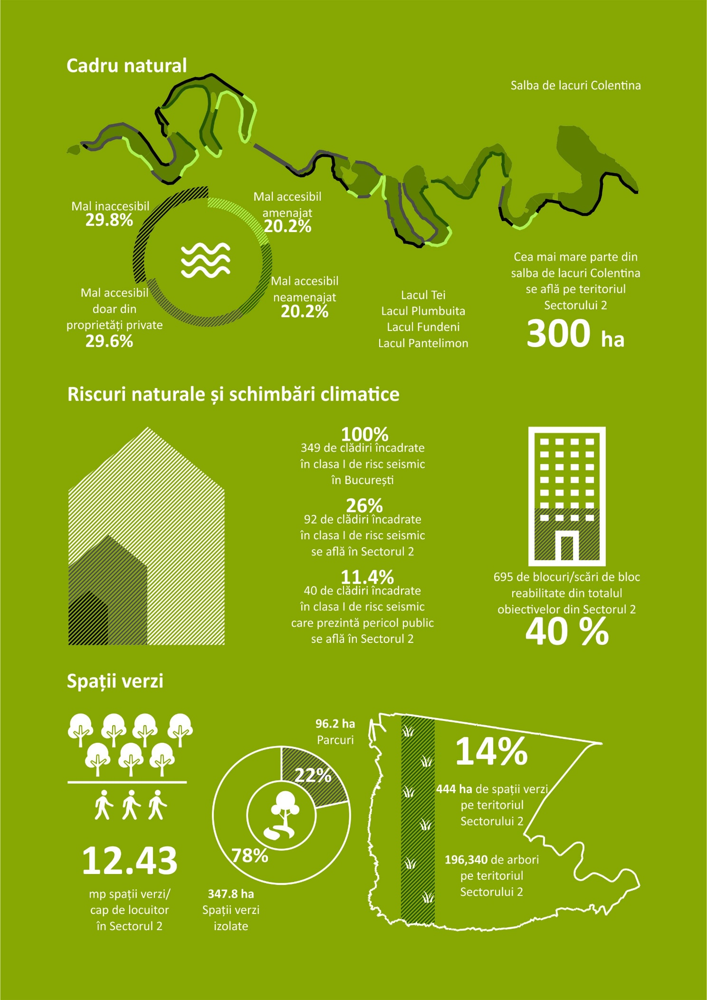 Cadru natural
Salba de lacuri Colentina
Mal inaccesibil
29.8%
Mal accesibil
amenajat
20.2%
Mal accesibil
doar din
proprietăți private
29.6%
Mal accesibil
neamenajat
20.2%
Lacul Tei
Lacul Plumbuita
Lacul Fundeni
Lacul Pantelimon
Cea mai mare parte din
salba de lacuri Colentina
se află pe teritoriul
Sectorului 2
300 ha
Riscuri naturale și schimbări climatice
100%
349 de clădiri încadrate
în clasa I de risc seismic
în București
26%
92 de clădiri încadrate
în clasa I de risc seismic
se află în Sectorul 2
11.4%
40 de clădiri încadrate
în clasa I de risc seismic
care prezintă pericol public
se află în Sectorul 2
695 de blocuri/scări de bloc
reabilitate din totalul
obiectivelor din Sectorul 2
40 %
Spații verzi
12.43
mp spații verzi/
cap de locuitor
în Sectorul 2
96.2 ha
Parcuri
22%
78%
347.8 ha
Spații verzi
izolate
14%
444 ha de spații verzi
pe teritoriul
Sectorului 2
196,340 de arbori
pe teritoriul
Sectorului 2